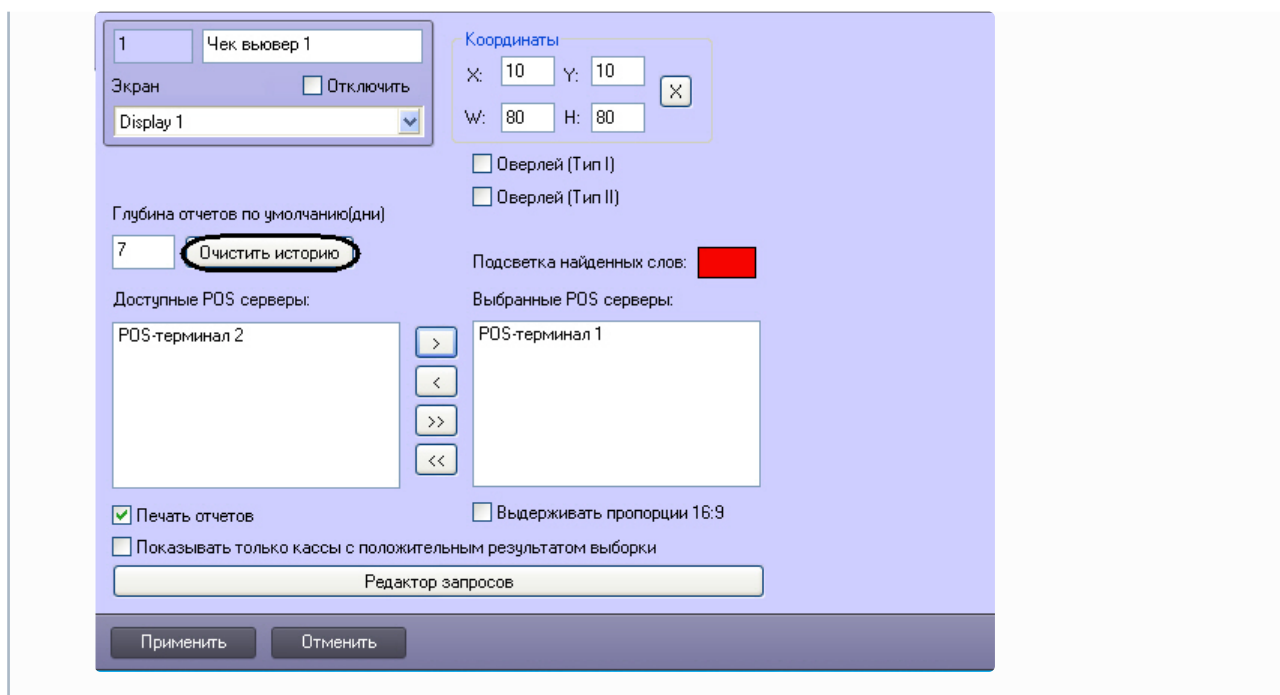 1 Чек вьювер 1
Экран Отключить
Display 1
Координаты
X: 10 Y: 10 X
W: 80 H: 80
Оверлей (Тип I)
Оверлей (Тип II)
Глубина отчетов по умолчанию(дни)
7 Очистить историю
Подсветка найденных слов:
Доступные POS серверы: Выбранные POS серверы:
POS-терминал 2 > POS-терминал 1
<
>>
<<
Печать отчетов Выдерживать пропорции 16:9
Показывать только кассы с положительным результатом выборки
Редактор запросов
Применить Отменить